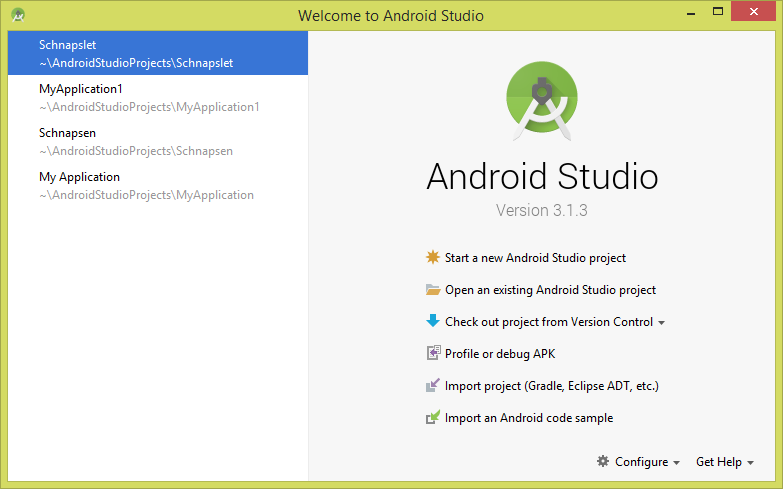 Welcome to Android Studio
Schnapslet
~\AndroidStudioProjects\Schnapslet
MyApplication1
~\AndroidStudioProjects\MyApplication1
Schnapsen
~\AndroidStudioProjects\Schnapsen
My Application
~\AndroidStudioProjects\MyApplication
Android Studio
Version 3.1.3
Start a new Android Studio project
Open an existing Android Studio project
Check out project from Version Control
Profile or debug APK
Import project (Gradle, Eclipse ADT, etc.)
Import an Android code sample
Configure Get Help